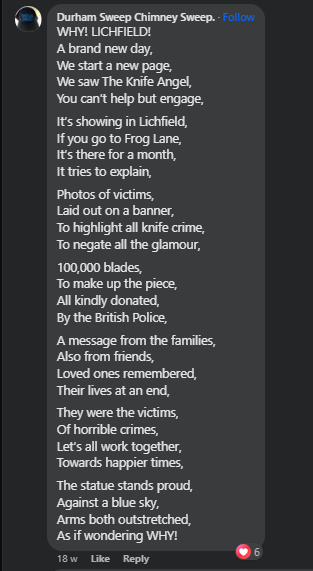 Durham Sweep Chimney Sweep. · Follow
WHY! LICHFIELD!
A brand new day,
We start a new page,
We saw The Knife Angel,
You can't help but engage,
It's showing in Lichfield,
If you go to Frog Lane,
It's there for a month,
It tries to explain,
Photos of victims,
Laid out on a banner,
To highlight all knife crime,
To negate all the glamour,
100,000 blades,
To make up the piece,
All kindly donated,
By the British Police,
A message from the families,
Also from friends,
Loved ones remembered,
Their lives at an end,
They were the victims,
Of horrible crimes,
Let's all work together,
Towards happier times,
The statue stands proud,
Against a blue sky,
Arms both outstretched,
As if wondering WHY!
6
18 w Like Reply